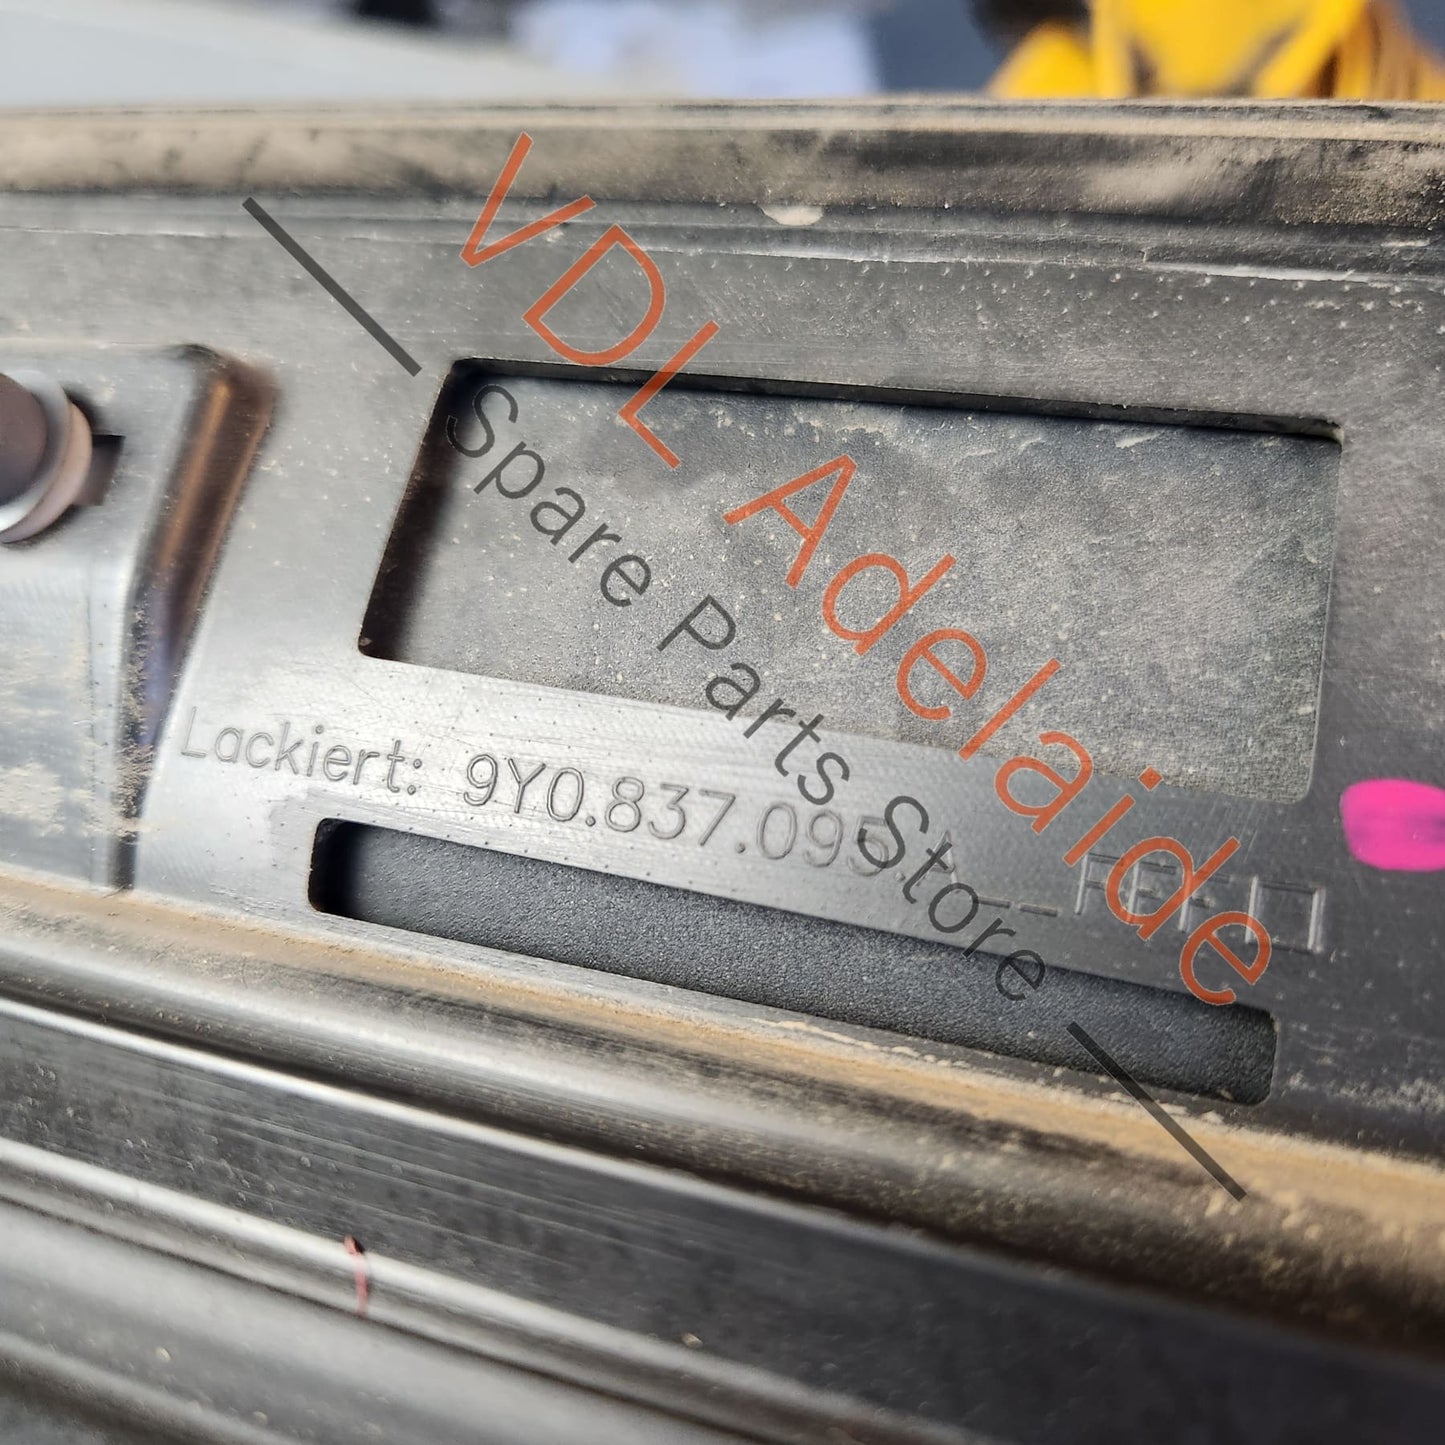 VDL Adelaide
Spare Parts Store
Lackiert: 9Y0.837.095.